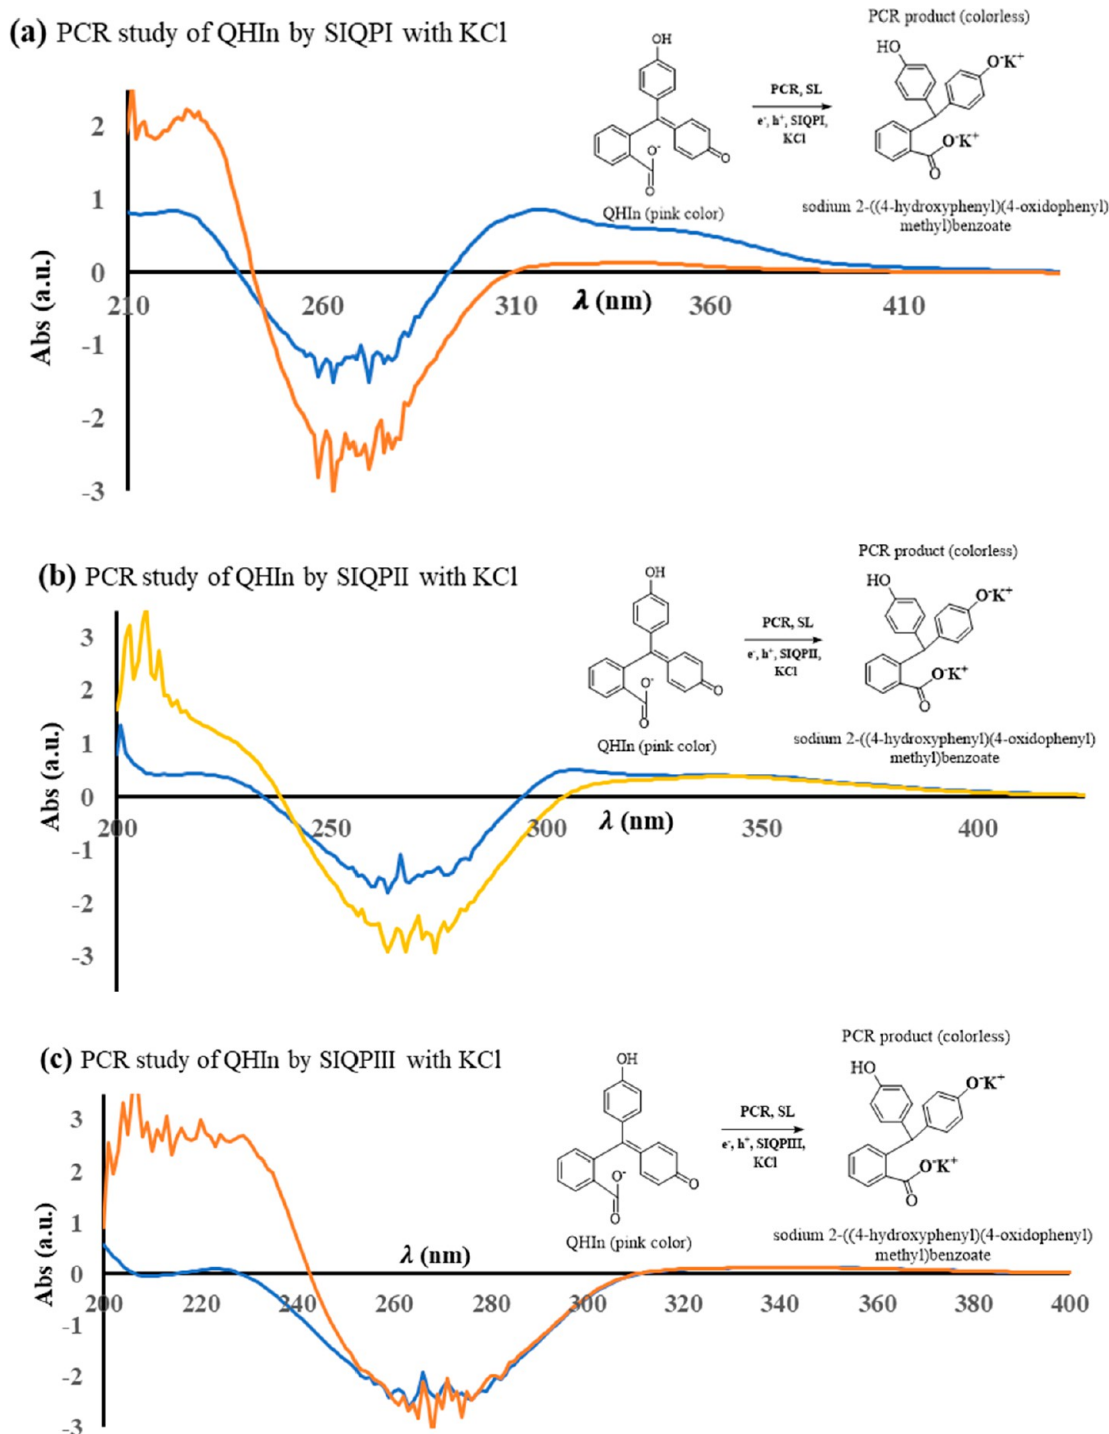 (a) PCR study of QHIn by SIQPI with KCl
PCR product (colorless)
OH
HO
O⁻K⁺
PCR, SL
e⁻, h⁺, SIQPI,
KCl
O⁻
O
O
O⁻K⁺
O
QHIn (pink color)
sodium 2-((4-hydroxyphenyl)(4-oxidophenyl)
methyl)benzoate
Abs (a.u.)
2
1
0
-1
-2
-3
210
260
310
λ (nm)
360
410
(b) PCR study of QHIn by SIQPII with KCl
PCR product (colorless)
OH
HO
O⁻K⁺
PCR, SL
e⁻, h⁺, SIQPII,
KCl
O⁻
O
O
O⁻K⁺
O
QHIn (pink color)
sodium 2-((4-hydroxyphenyl)(4-oxidophenyl)
methyl)benzoate
Abs (a.u.)
3
2
1
0
-1
-2
-3
200
250
300
λ (nm)
350
400
(c) PCR study of QHIn by SIQPIII with KCl
PCR product (colorless)
OH
HO
O⁻K⁺
PCR, SL
e⁻, h⁺, SIQPIII,
KCl
O⁻
O
O
O⁻K⁺
O
QHIn (pink color)
sodium 2-((4-hydroxyphenyl)(4-oxidophenyl)
methyl)benzoate
Abs (a.u.)
3
2
1
0
-1
-2
-3
λ (nm)
200
220
240
260
280
300
320
340
360
380
400